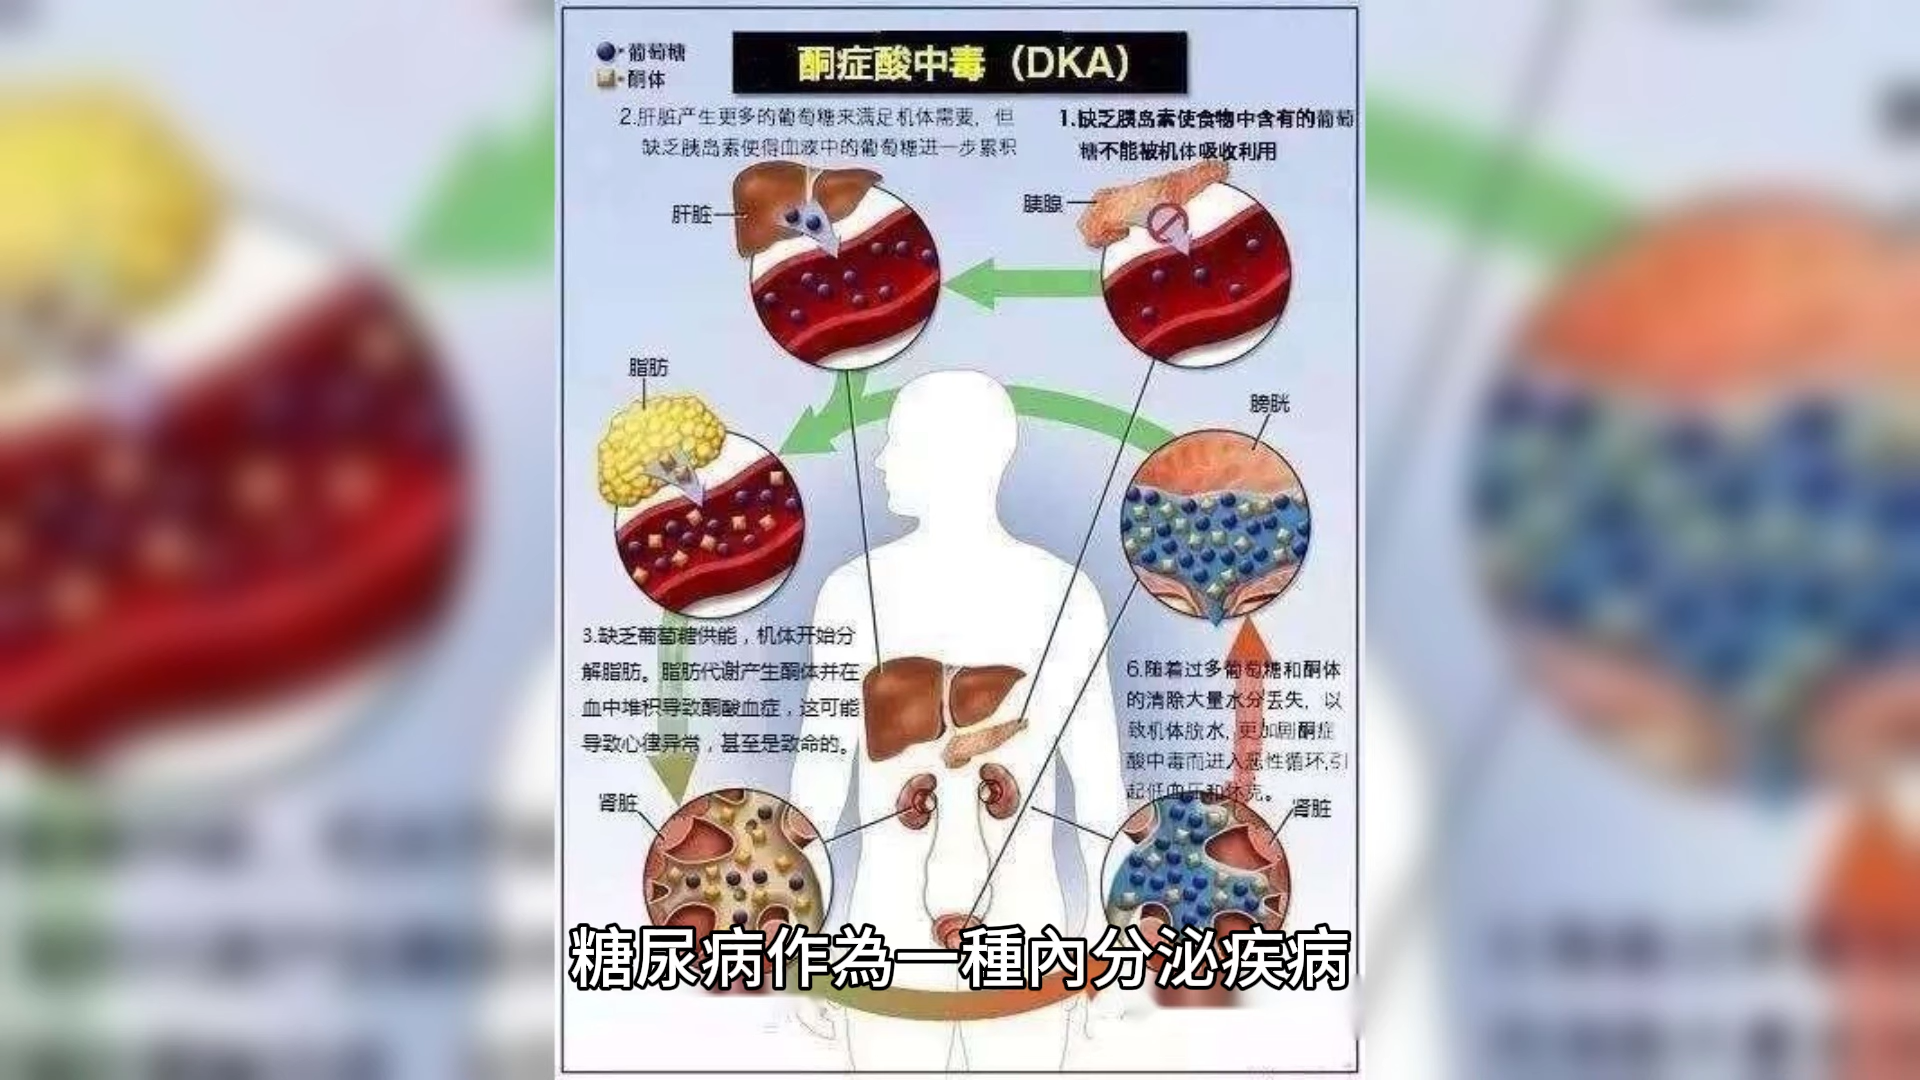 葡萄糖
酮体
酮症酸中毒（DKA）
2.肝脏产生更多的葡萄糖来满足机体需要，但
缺乏胰岛素使得血液中的葡萄糖进一步累积
1.缺乏胰岛素使食物中含有的葡萄
糖不能被机体吸收利用
肝脏
胰腺
脂肪
膀胱
3.缺乏葡萄糖供能，机体开始分
解脂肪。脂肪代谢产生酮体并在
血中堆积导致酮酸血症，这可能
导致心律异常，甚至是致命的。
6.随着过多葡萄糖和酮体
的清除大量水分丢失，以
致机体脱水，更加剧酮症
酸中毒而进入恶性循环,引
起低血压和休克。
肾脏
肾脏
糖尿病作為一種內分泌疾病